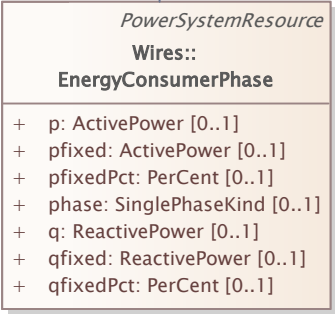 PowerSystemResource
Wires::
EnergyConsumerPhase
+ p: ActivePower [0..1]
+ pfixed: ActivePower [0..1]
+ pfixedPct: PerCent [0..1]
+ phase: SinglePhaseKind [0..1]
+ q: ReactivePower [0..1]
+ qfixed: ReactivePower [0..1]
+ qfixedPct: PerCent [0..1]